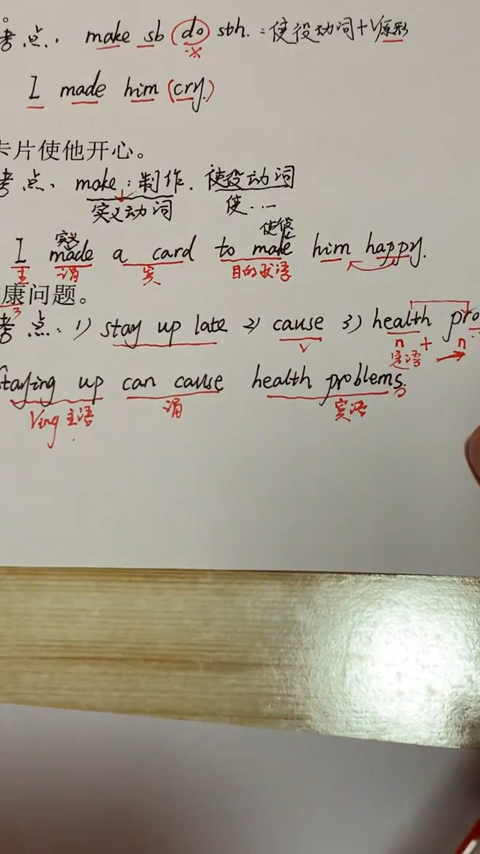 考点. make sb do sth.:使役动词+V原形
I made him (cry.)
卡片使他开心。
考点. make:制作. 使役动词
实义动词 使...
实义 使役
I made a card to make him happy.
主 谓 宾 目的状语
康问题。
考点. 1) stay up late 2) cause 3) health pro
v n + n
定语
Staying up can cause health problems.
Ving 主语 谓 宾语